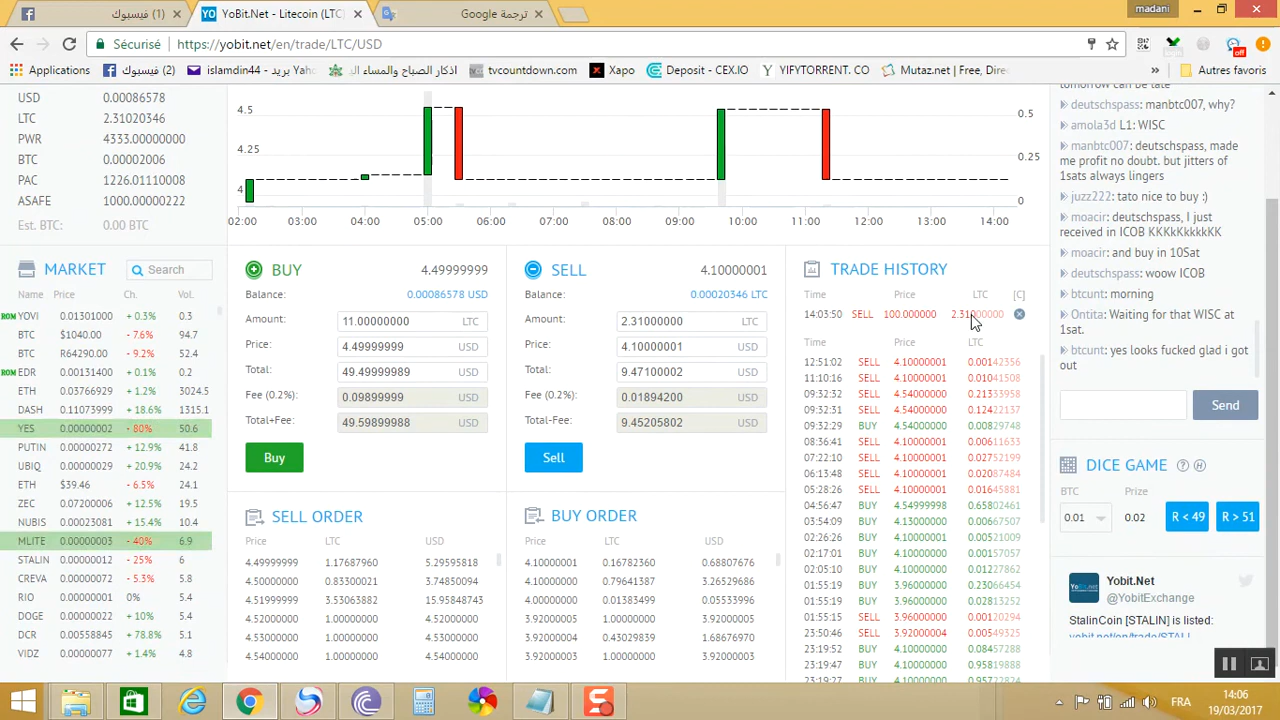 madani
(1) فيسبوك
YoBit.Net - Litecoin (LTC)
ترجمة Google
Sécurisé
https://yobit.net/en/trade/LTC/USD
off
Applications
(2) فيسبوك
islamdin44 - بريد Yaho
اذكار الصباح والمساء
tvcountdown.com
Xapo
Deposit - CEX.IO
YIFYTORRENT. CO
Mutaz.net | Free, Dire
»
Autres favoris
USD 0.00086578
LTC 2.31020346
PWR 4333.00000000
BTC 0.00002006
PAC 1226.01110008
ASAFE 1000.00000222
Est. BTC: 0.00 BTC
4.5
4.25
4
0.5
0.25
0
02:00 03:00 04:00 05:00 06:00 07:00 08:00 09:00 10:00 11:00 12:00 13:00 14:00
MARKET
Search
Name Price Ch. Vol.
ROM YOVI 0.01301000 + 0.3% 0.3
BTC $1040.00 - 7.6% 94.7
BTC R64290.00 - 9.2% 52.4
ROM EDR 0.00131400 + 0.1% 0.2
ETH 0.03766929 + 1.2% 3024.5
DASH 0.11073999 + 18.6% 1315.1
YES 0.00000002 - 80% 50.6
PUTIN 0.00000272 + 12.9% 41.8
UBIQ 0.00000029 + 20.9% 24.2
ETH $39.46 - 6.5% 24.1
ZEC 0.07200006 + 12.5% 16.3
NUBIS 0.00023081 + 15.4% 10.4
MLITE 0.00000003 - 40% 6.9
STALIN 0.00000012 - 25% 6
CREVA 0.00000072 - 5.3% 5.8
RIO 0.00000001 0% 5.4
DOGE 0.00000022 + 10% 5.4
DCR 0.00558845 + 78.8% 5.1
VIDZ 0.00000077 + 1.4% 4.8
BUY 4.49999999
Balance: 0.00086578 USD
Amount: 11.00000000 LTC
Price: 4.49999999 USD
Total: 49.49999989 USD
Fee (0.2%): 0.09899999 USD
Total+Fee: 49.59899988 USD
Buy
SELL 4.10000001
Balance: 0.00020346 LTC
Amount: 2.31000000 LTC
Price: 4.10000001 USD
Total: 9.47100002 USD
Fee (0.2%): 0.01894200 USD
Total-Fee: 9.45205802 USD
Sell
SELL ORDER
Price LTC USD
4.49999999 1.17687960 5.29595818
4.50000000 0.83330021 3.74985094
4.51999999 3.53063803 15.95848743
4.52000000 1.00000000 4.52000000
4.53000000 1.00000000 4.53000000
4.54000000 1.00000000 4.54000000
BUY ORDER
Price LTC USD
4.10000001 0.16782360 0.68807676
4.10000000 0.79641387 3.26529686
4.00000000 0.01383499 0.05533996
3.92000005 1.00000000 3.92000005
3.92000004 0.43029839 1.68676970
3.92000003 1.00000000 3.92000003
TRADE HISTORY
Time Price LTC [C]
14:03:50 SELL 100.000000 2.31000000
Time Price LTC
12:51:02 SELL 4.10000001 0.00142356
11:10:16 SELL 4.10000001 0.01041508
09:32:32 SELL 4.54000000 0.21333958
09:32:31 SELL 4.54000000 0.12422137
09:32:29 BUY 4.54000000 0.00829748
08:36:41 SELL 4.10000001 0.00611633
07:22:10 SELL 4.10000001 0.02752199
06:13:48 SELL 4.10000001 0.02087484
05:28:26 SELL 4.10000001 0.01645881
04:56:47 BUY 4.54999998 0.65802461
03:54:09 BUY 4.13000000 0.00667507
02:26:26 BUY 4.10000000 0.00521009
02:17:01 BUY 4.10000000 0.00157057
02:05:10 BUY 4.10000000 0.01227862
01:55:19 BUY 3.96000000 0.23066454
01:55:19 BUY 3.96000000 0.02813251
01:55:15 SELL 3.96000000 0.00120294
23:50:46 SELL 3.92000004 0.00549325
23:19:52 BUY 4.10000000 0.08457288
23:19:47 BUY 4.10000000 0.95819888
tomorrow can be late
deutschspass: manbtc007, why?
amola3d L1: WISC
manbtc007: deutschspass, made
me profit no doubt. but jitters of
1sats always lingers
juzz222: tato nice to buy :)
moacir: deutschspass, I just
received in ICOB KKKkKkkkkKK
moacir: and buy in 10Sat
deutschspass: woow ICOB
btcunt: morning
Ontita: Waiting for that WISC at
1sat.
btcunt: yes looks fucked glad i got
out
Send
DICE GAME ? H
BTC Prize
0.01 0.02 R < 49 R > 51
YoBit
Yobit.Net
@YobitExchange
StalinCoin [STALIN] is listed:
FRA
14:06
19/03/2017